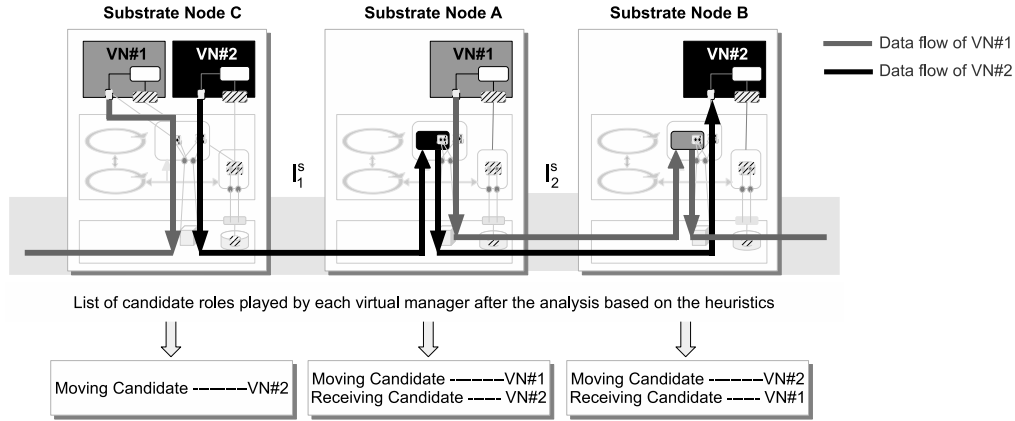 Substrate Node C
Substrate Node A
Substrate Node B
VN#1
VN#2
VN#1
VN#2
Data flow of VN#1
Data flow of VN#2
l₁ˢ
l₂ˢ
List of candidate roles played by each virtual manager after the analysis based on the heuristics
Moving Candidate ---------VN#2
Moving Candidate ---------VN#1
Receiving Candidate ----- VN#2
Moving Candidate ---------VN#2
Receiving Candidate ----- VN#1